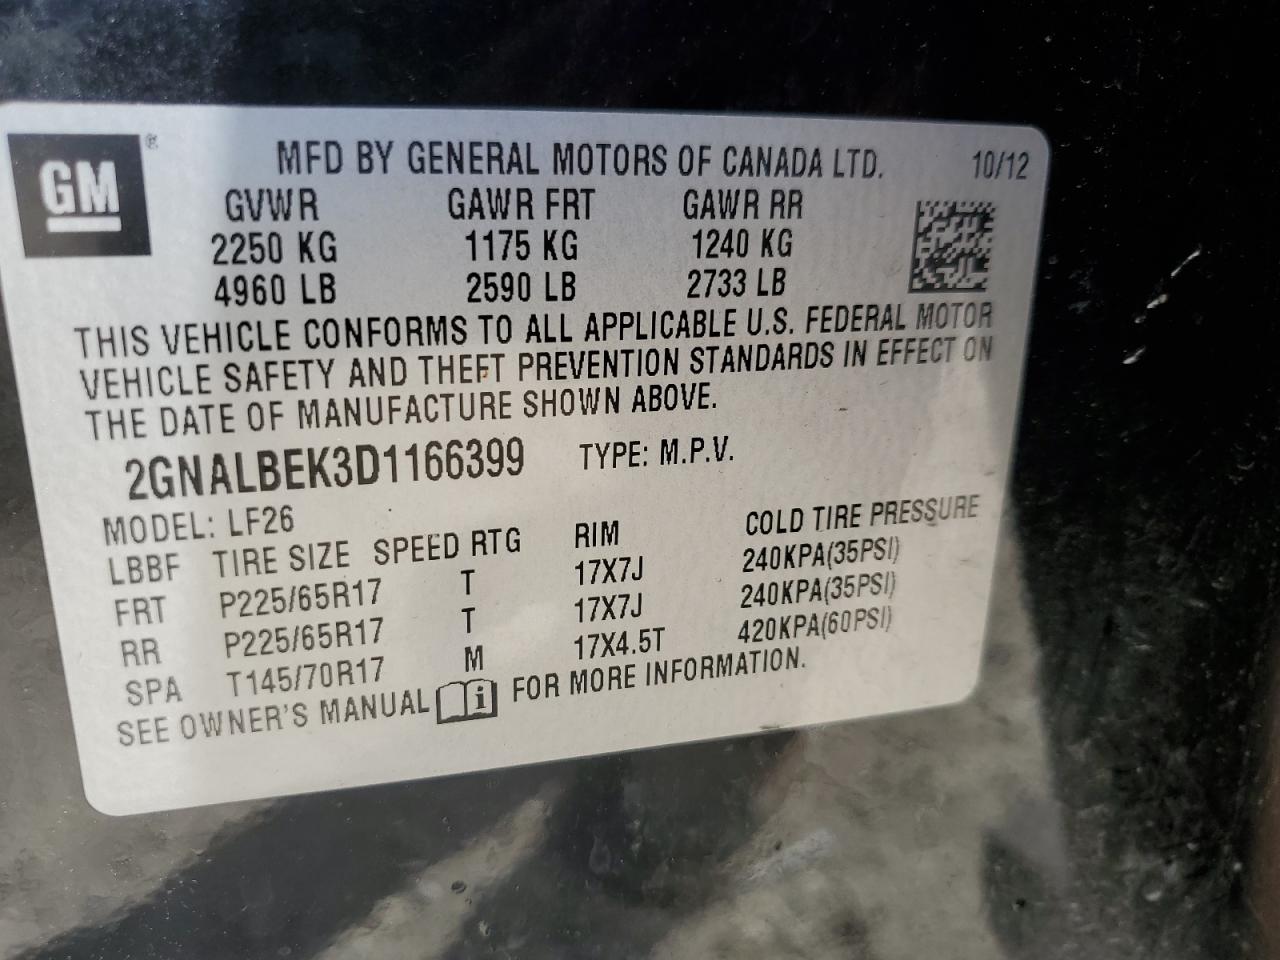 GM ®
MFD BY GENERAL MOTORS OF CANADA LTD. 10/12
GVWR GAWR FRT GAWR RR
2250 KG 1175 KG 1240 KG
4960 LB 2590 LB 2733 LB
THIS VEHICLE CONFORMS TO ALL APPLICABLE U.S. FEDERAL MOTOR
VEHICLE SAFETY AND THEFT PREVENTION STANDARDS IN EFFECT ON
THE DATE OF MANUFACTURE SHOWN ABOVE.
2GNALBEK3D1166399 TYPE: M.P.V.
MODEL: LF26
LBBF TIRE SIZE SPEED RTG RIM COLD TIRE PRESSURE
FRT P225/65R17 T 17X7J 240KPA(35PSI)
RR P225/65R17 T 17X7J 240KPA(35PSI)
SPA T145/70R17 M 17X4.5T 420KPA(60PSI)
SEE OWNER'S MANUAL i FOR MORE INFORMATION.